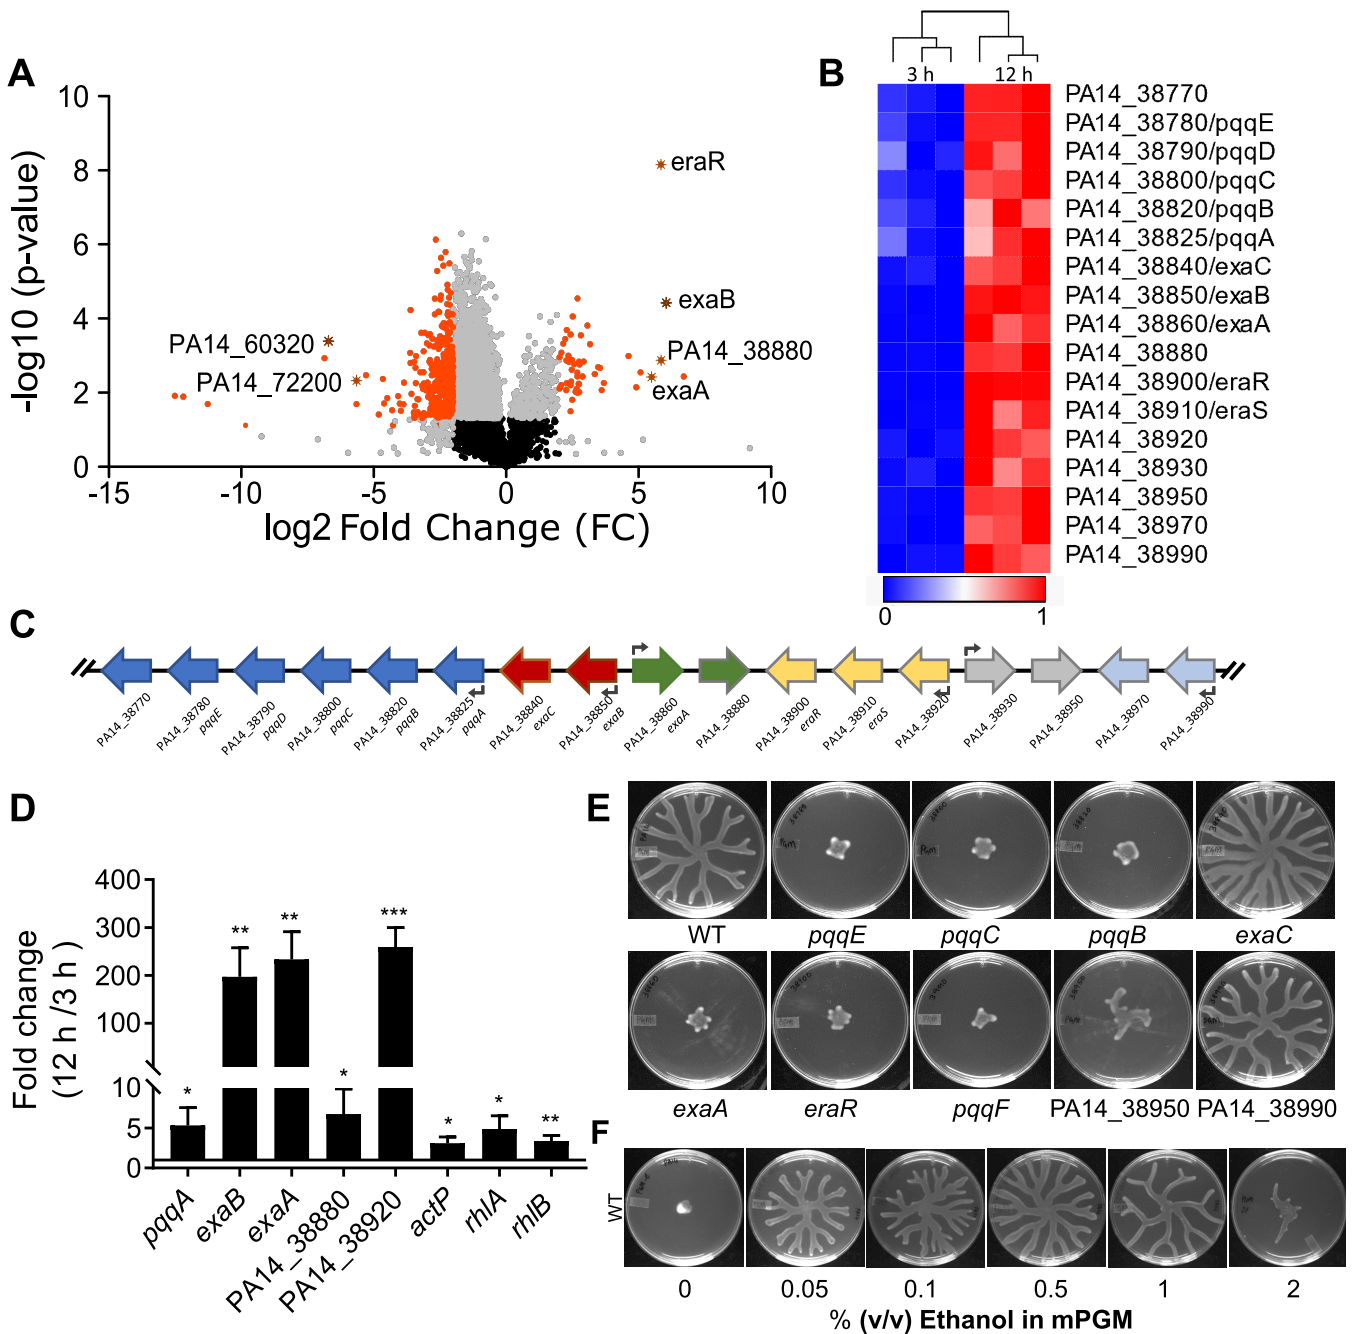 A
10
8
6
4
2
0
-15
-10
-5
0
5
10
-log10 (p-value)
log2 Fold Change (FC)
eraR
exaB
PA14_38880
exaA
PA14_60320
PA14_72200
B
3 h
12 h
PA14_38770
PA14_38780/pqqE
PA14_38790/pqqD
PA14_38800/pqqC
PA14_38820/pqqB
PA14_38825/pqqA
PA14_38840/exaC
PA14_38850/exaB
PA14_38860/exaA
PA14_38880
PA14_38900/eraR
PA14_38910/eraS
PA14_38920
PA14_38930
PA14_38950
PA14_38970
PA14_38990
0
1
C
PA14_38770
PA14_38780
pqqE
PA14_38790
pqqD
PA14_38800
pqqC
PA14_38820
pqqB
PA14_38825
pqqA
PA14_38840
exaC
PA14_38850
exaB
PA14_38860
exaA
PA14_38880
PA14_38900
eraR
PA14_38910
eraS
PA14_38920
PA14_38930
PA14_38950
PA14_38970
PA14_38990
D
Fold change
(12 h /3 h)
400
300
200
100
10
5
1
0
*
**
**
*
***
*
*
**
pqqA
exaB
exaA
PA14_38880
PA14_38920
actP
rhlA
rhlB
E
WT
pqqE
pqqC
pqqB
exaC
exaA
eraR
pqqF
PA14_38950
PA14_38990
F
WT
0
0.05
0.1
0.5
1
2
% (v/v) Ethanol in mPGM